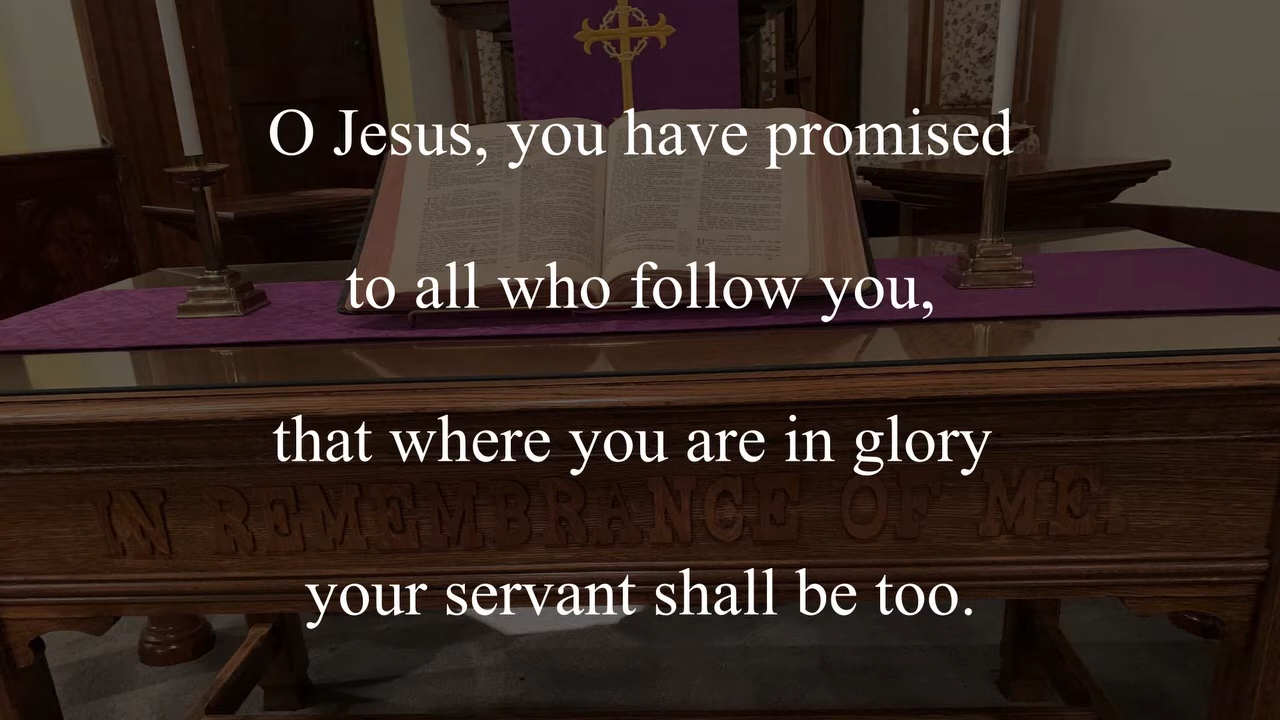 O Jesus, you have promised
to all who follow you,
that where you are in glory
IN REMEMBRANCE OF ME.
your servant shall be too.